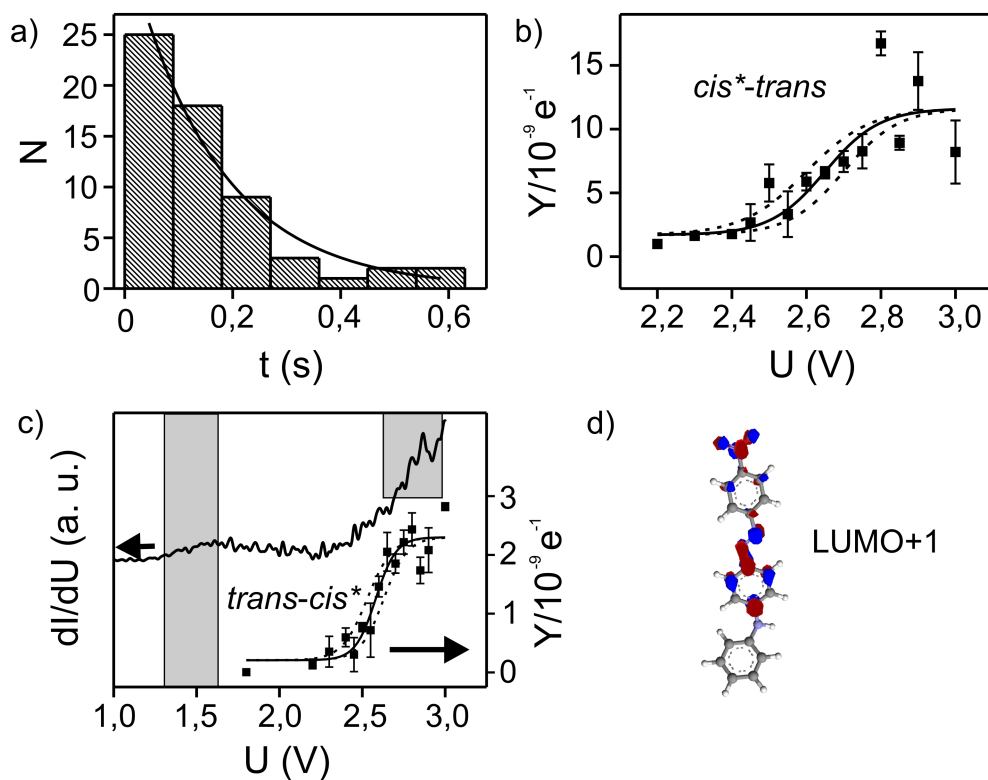 a)
N
25
20
15
10
5
0
0 0,2 0,4 0,6
t (s)
b)
Y/10⁻⁹ e⁻¹
15
10
5
0
cis*-trans
2,2 2,4 2,6 2,8 3,0
U (V)
c)
dI/dU (a. u.)
trans-cis*
3
2
1
0
Y/10⁻⁹ e⁻¹
1,0 1,5 2,0 2,5 3,0
U (V)
d)
LUMO+1